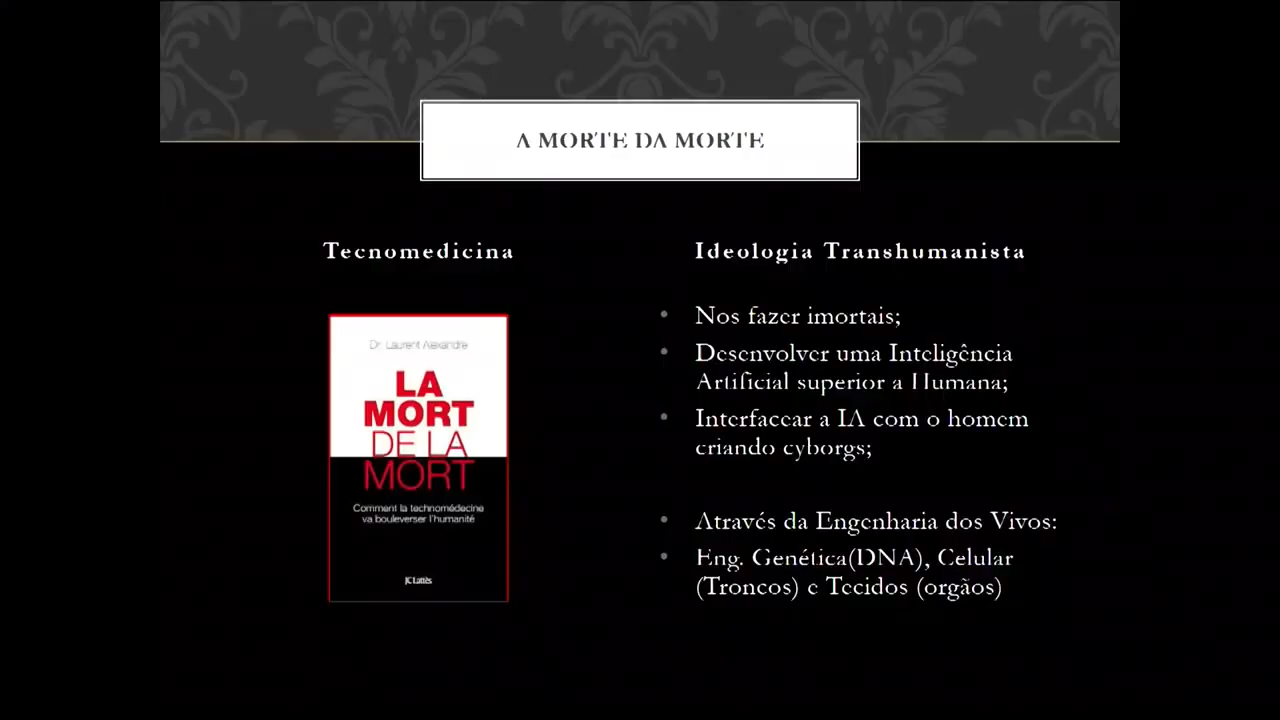 A MORTE DA MORTE
Tecnomedicina
Dr. Laurent Alexandre
LA
MORT
DE LA
MORT
Comment la technomédecine
va bouleverser l'humanité
JC Lattès
Ideologia Transhumanista
• Nos fazer imortais;
• Desenvolver uma Inteligência
Artificial superior a Humana;
• Interfacear a IA com o homem
criando cyborgs;
• Através da Engenharia dos Vivos:
• Eng. Genética(DNA), Celular
(Troncos) e Tecidos (orgãos)